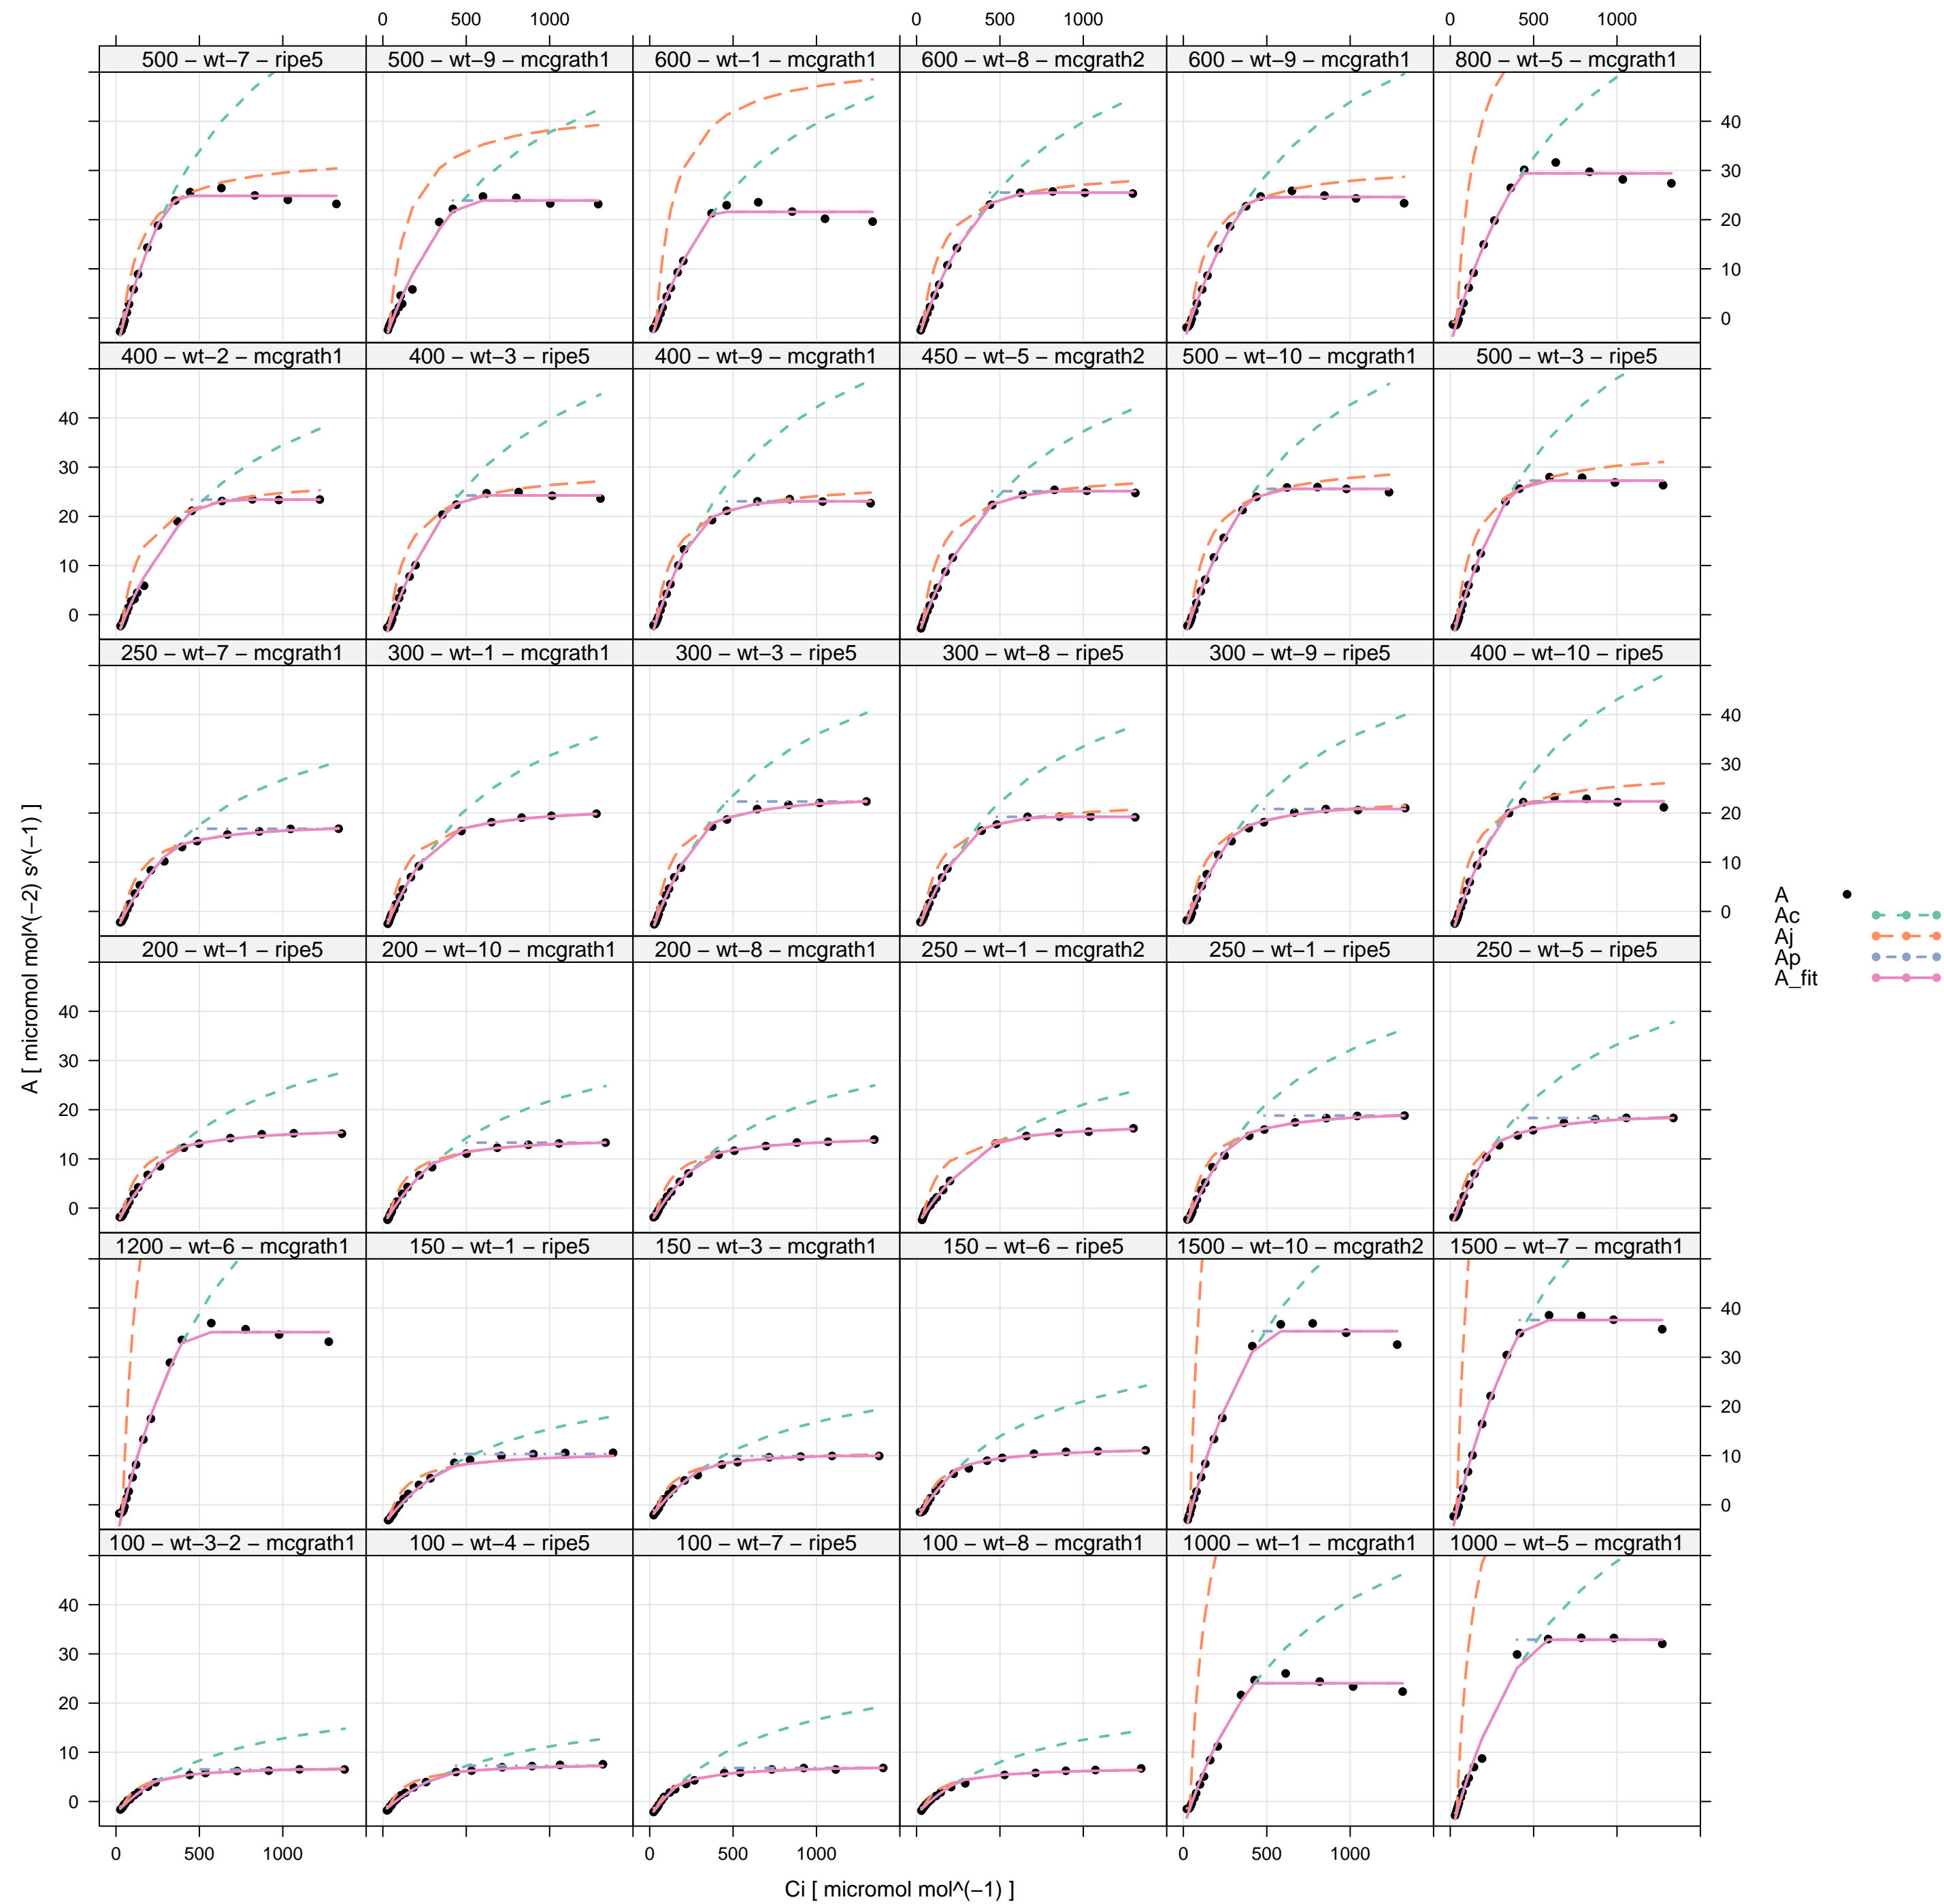 0 500 1000 0 500 1000 0 500 1000
500 − wt−7 − ripe5 500 − wt−9 − mcgrath1 600 − wt−1 − mcgrath1 600 − wt−8 − mcgrath2 600 − wt−9 − mcgrath1 800 − wt−5 − mcgrath1
40
30
20
10
0
400 − wt−2 − mcgrath1 400 − wt−3 − ripe5 400 − wt−9 − mcgrath1 450 − wt−5 − mcgrath2 500 − wt−10 − mcgrath1 500 − wt−3 − ripe5
40
30
20
10
0
250 − wt−7 − mcgrath1 300 − wt−1 − mcgrath1 300 − wt−3 − ripe5 300 − wt−8 − ripe5 300 − wt−9 − ripe5 400 − wt−10 − ripe5
40
30
20
10
0
200 − wt−1 − ripe5 200 − wt−10 − mcgrath1 200 − wt−8 − mcgrath1 250 − wt−1 − mcgrath2 250 − wt−1 − ripe5 250 − wt−5 − ripe5
40
30
20
10
0
1200 − wt−6 − mcgrath1 150 − wt−1 − ripe5 150 − wt−3 − mcgrath1 150 − wt−6 − ripe5 1500 − wt−10 − mcgrath2 1500 − wt−7 − mcgrath1
40
30
20
10
0
100 − wt−3−2 − mcgrath1 100 − wt−4 − ripe5 100 − wt−7 − ripe5 100 − wt−8 − mcgrath1 1000 − wt−1 − mcgrath1 1000 − wt−5 − mcgrath1
40
30
20
10
0
0 500 1000 0 500 1000 0 500 1000
Ci [ micromol mol^(−1) ]
A [ micromol mol^(−2) s^(−1) ]
A
Ac
Aj
Ap
A_fit